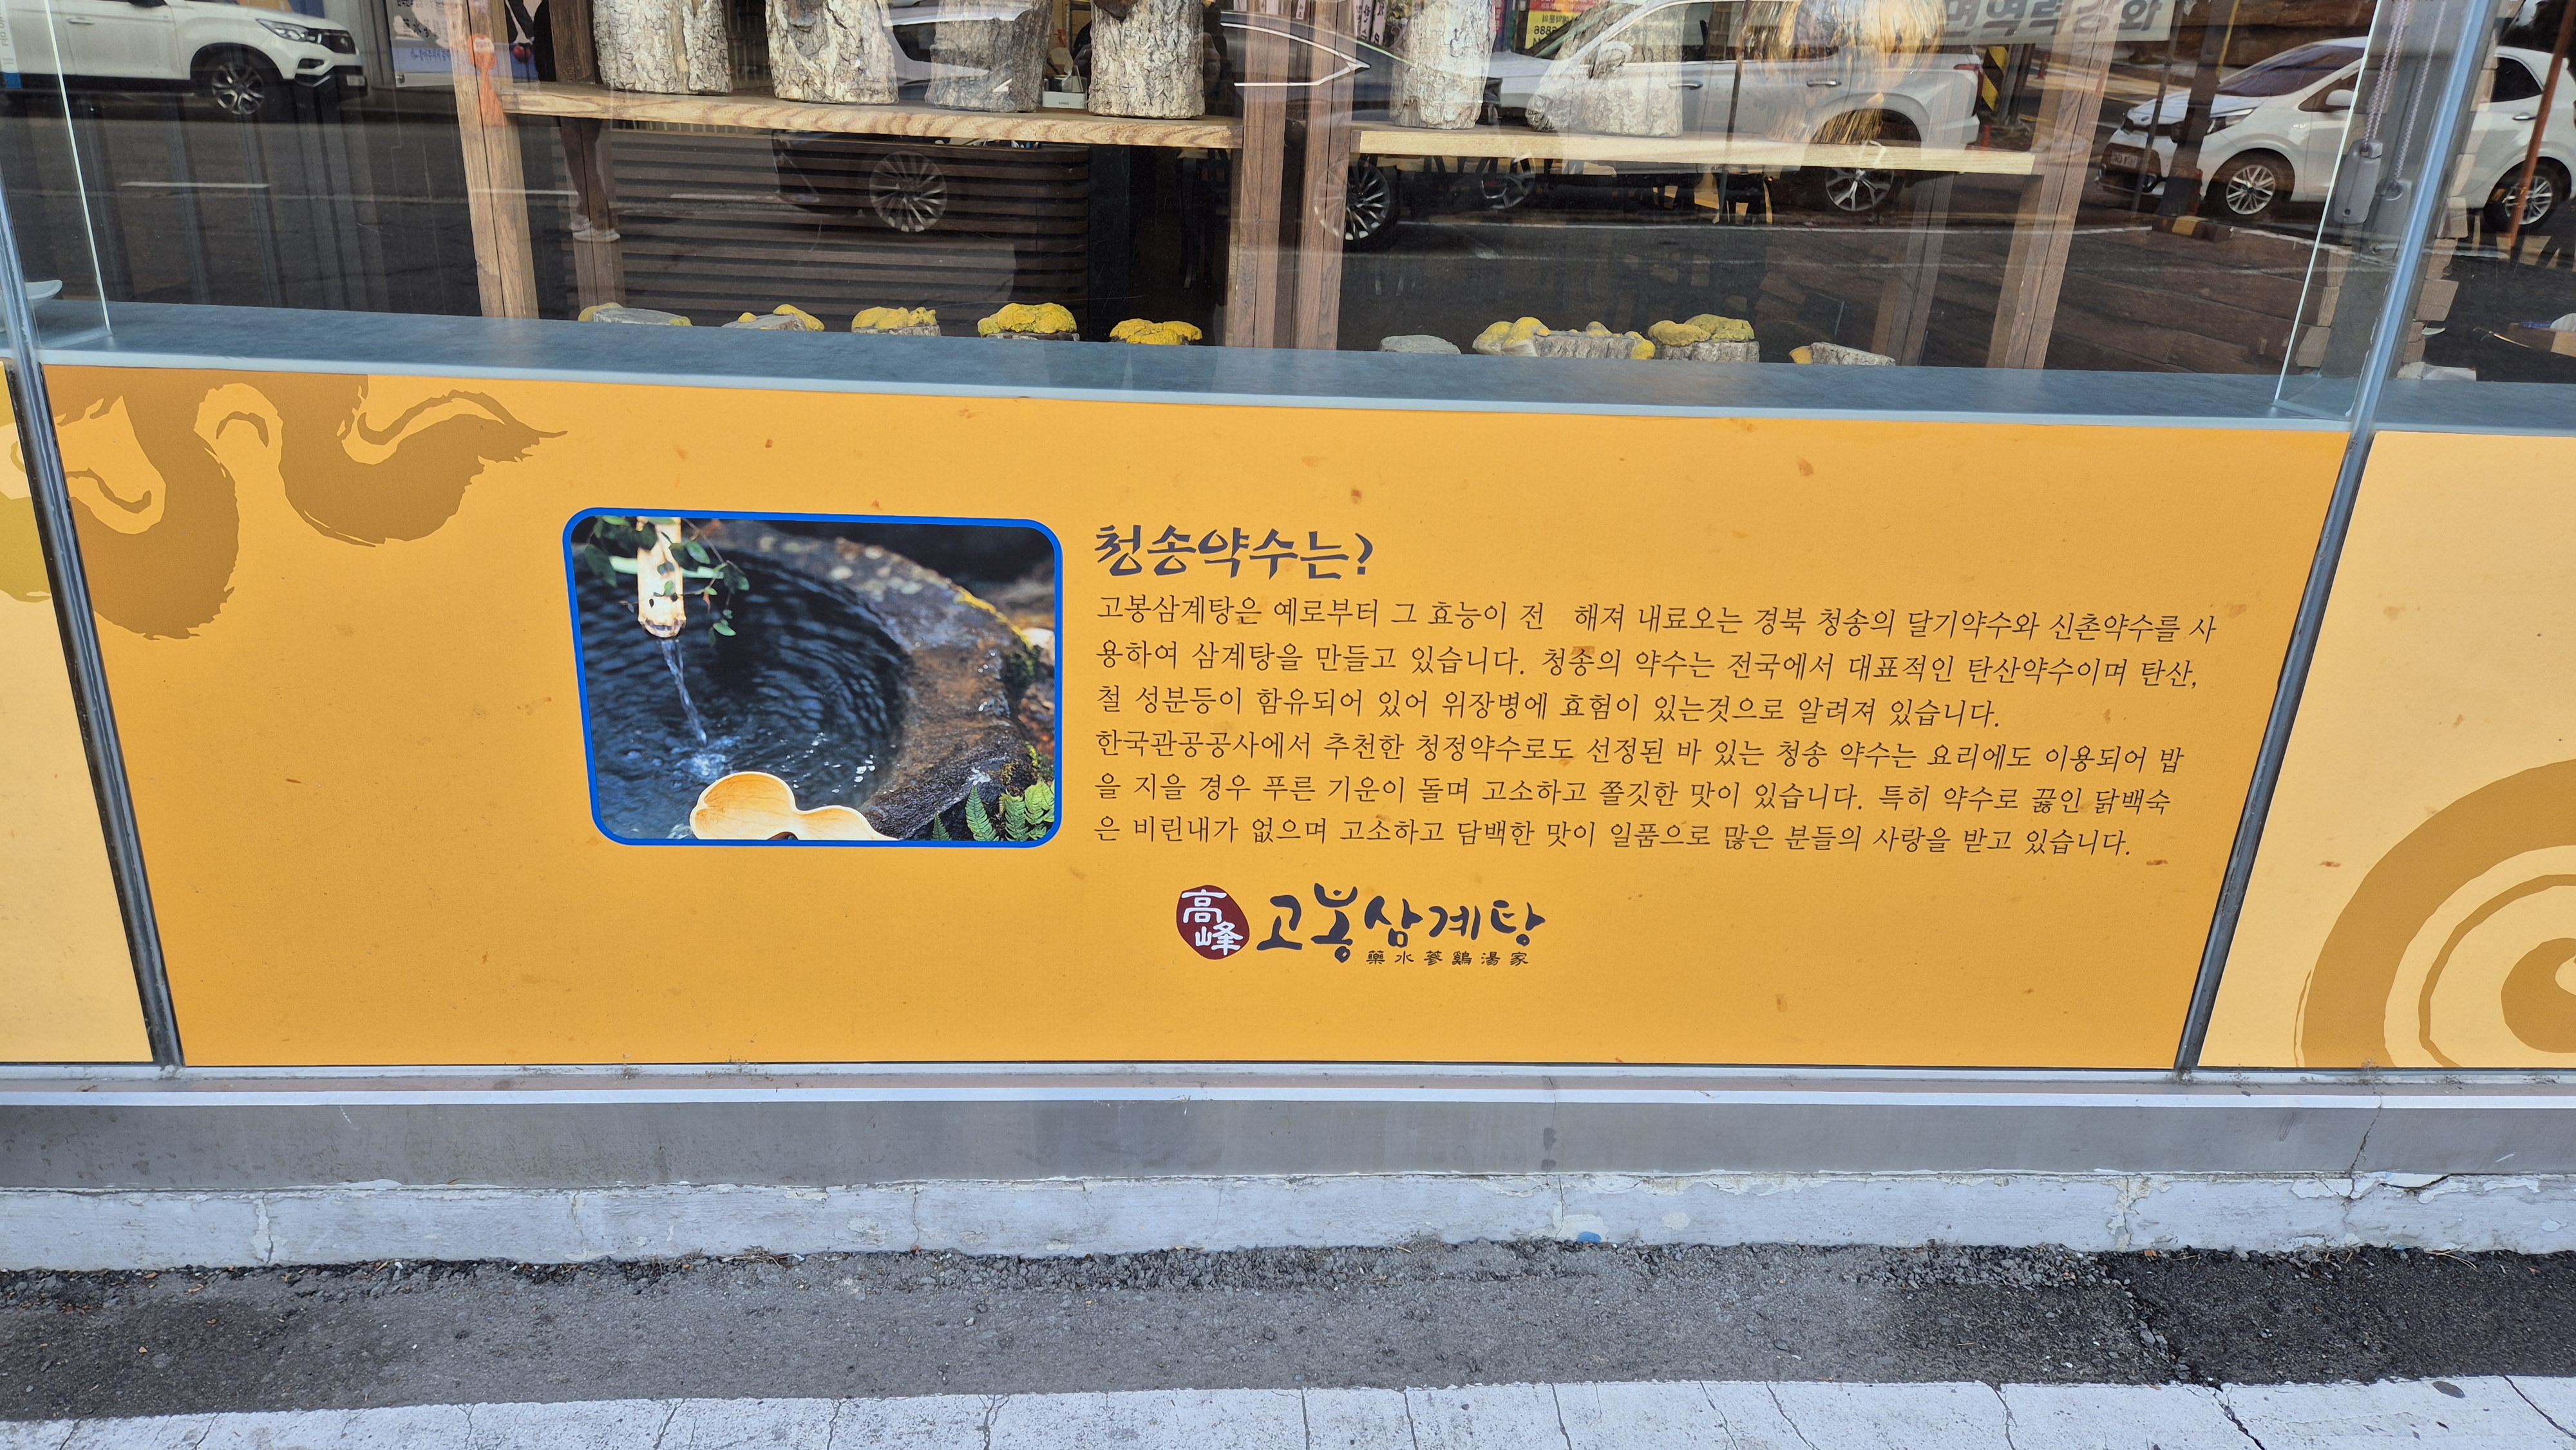 청송약수는?
고봉삼계탕은 예로부터 그 효능이 전 해져 내료오는 경북 청송의 달기약수와 신촌약수를 사
용하여 삼계탕을 만들고 있습니다. 청송의 약수는 전국에서 대표적인 탄산약수이며 탄산,
철 성분등이 함유되어 있어 위장병에 효험이 있는것으로 알려져 있습니다.
한국관공공사에서 추천한 청정약수로도 선정된 바 있는 청송 약수는 요리에도 이용되어 밥
을 지을 경우 푸른 기운이 돌며 고소하고 쫄깃한 맛이 있습니다. 특히 약수로 끓인 닭백숙
은 비린내가 없으며 고소하고 담백한 맛이 일품으로 많은 분들의 사랑을 받고 있습니다.
高峰 고봉삼계탕
藥水蔘鷄湯家